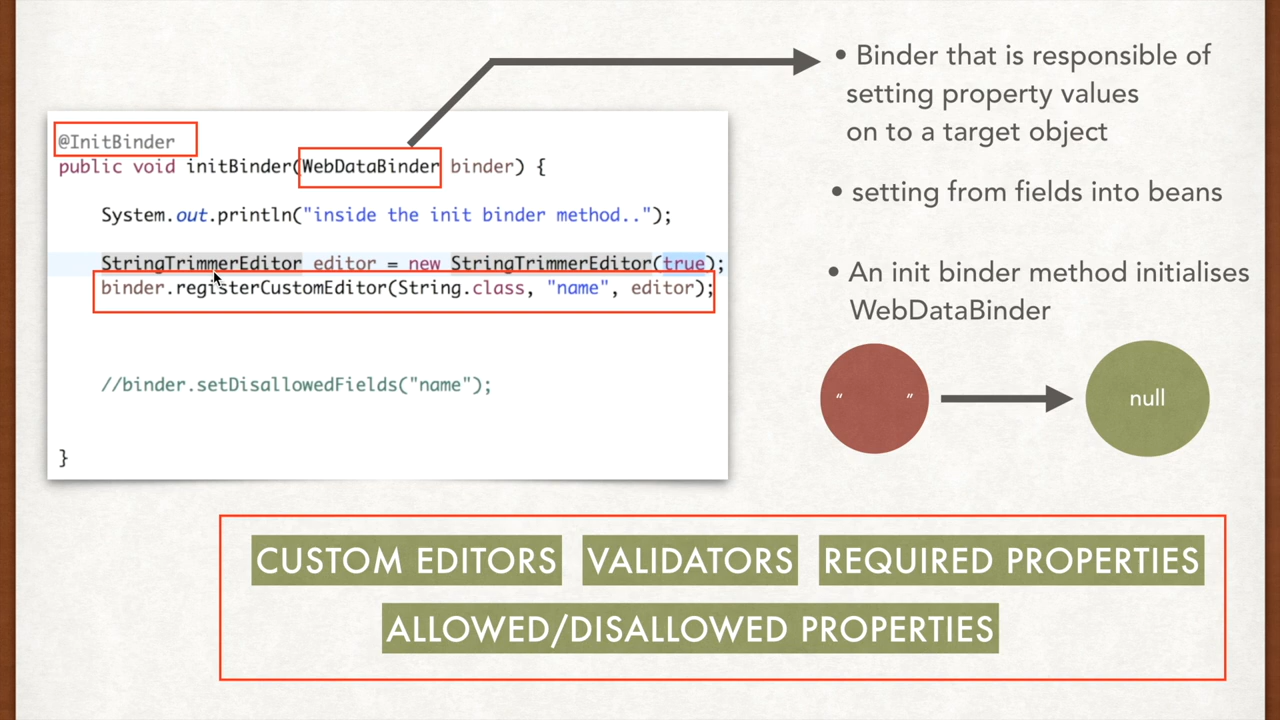 @InitBinder
public void initBinder(WebDataBinder binder) {
System.out.println("inside the init binder method..");
StringTrimmerEditor editor = new StringTrimmerEditor(true);
binder.registerCustomEditor(String.class, "name", editor);
//binder.setDisallowedFields("name");
}
• Binder that is responsible of
setting property values
on to a target object
• setting from fields into beans
• An init binder method initialises
WebDataBinder
“ ”
null
CUSTOM EDITORS VALIDATORS REQUIRED PROPERTIES
ALLOWED/DISALLOWED PROPERTIES